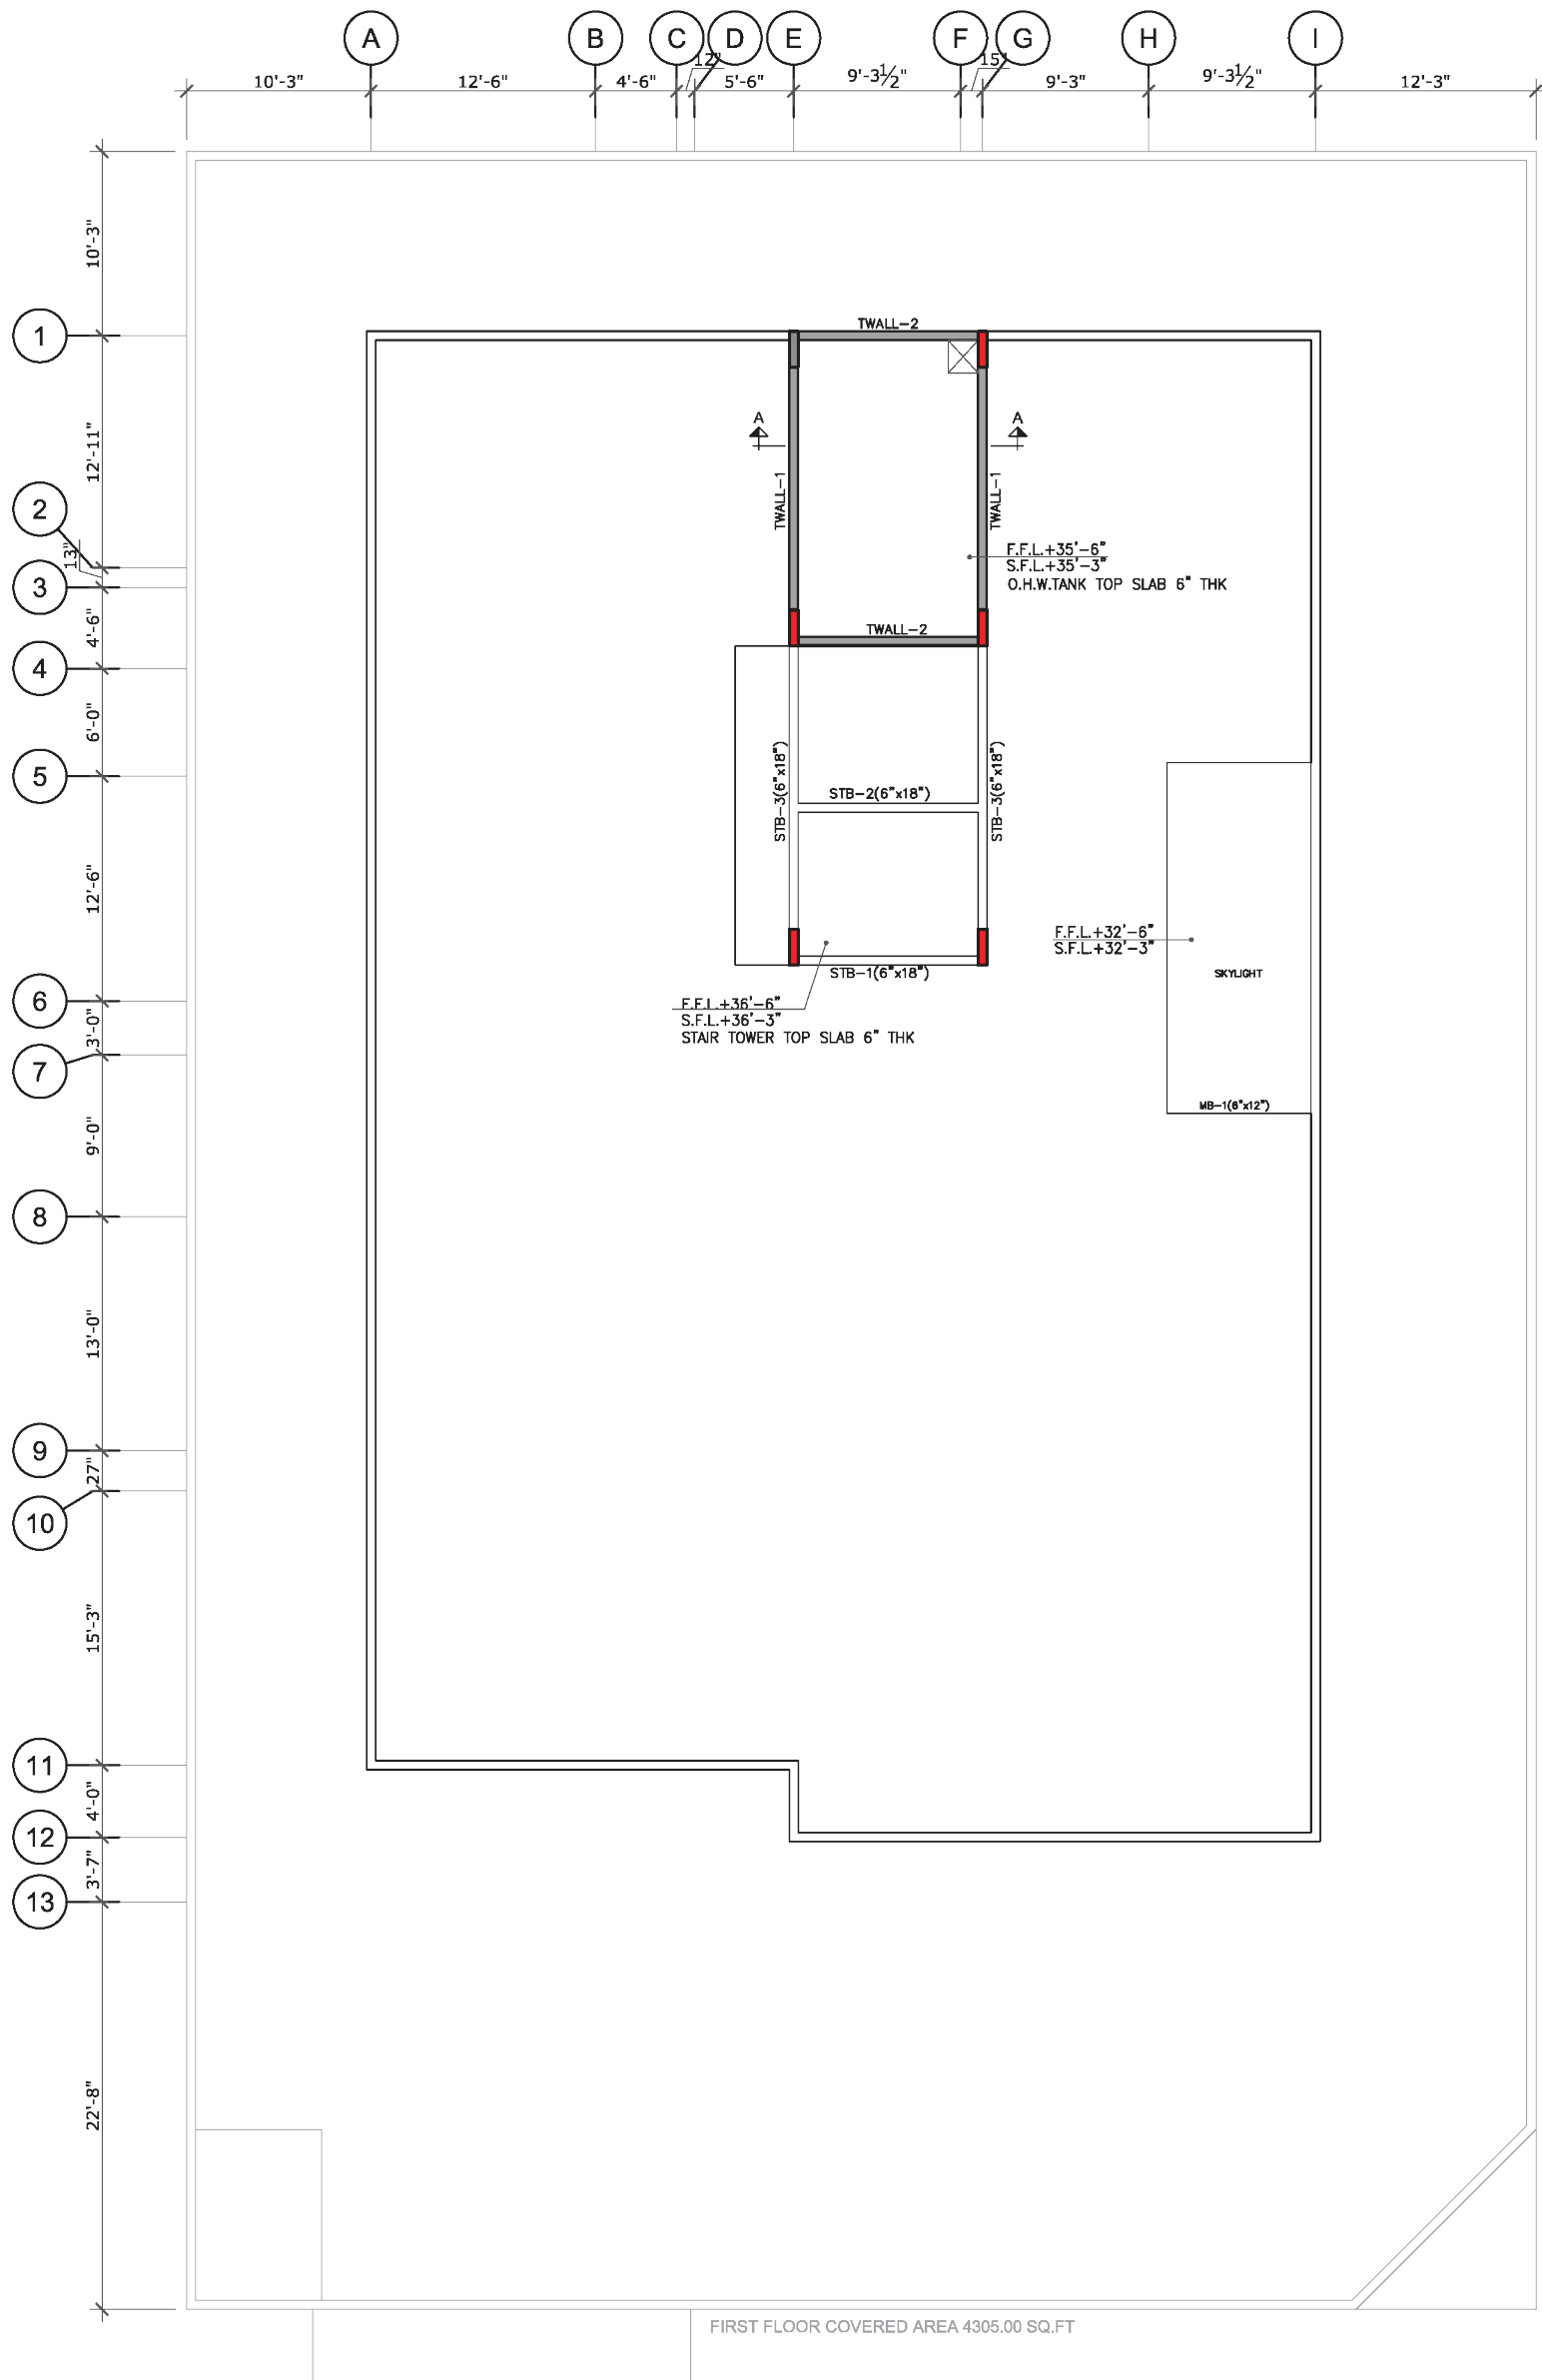 A B C D E F G H I
10'-3" 12'-6" 4'-6" 12" 5'-6" 9'-3½" 15" 9'-3" 9'-3½" 12'-3"
10'-3"
1
TWALL-2
12'-11"
A A
TWALL-1
TWALL-1
2
13"
F.F.L.+35'-6"
S.F.L.+35'-3"
O.H.W.TANK TOP SLAB 6" THK
3
4'-6"
TWALL-2
4
6'-0"
5
STB-3(6"x18")
STB-2(6"x18")
STB-3(6"x18")
12'-6"
F.F.L.+32'-6"
S.F.L.+32'-3"
SKYLIGHT
STB-1(6"x18")
6
F.F.L.+36'-6"
S.F.L.+36'-3"
STAIR TOWER TOP SLAB 6" THK
3'-0"
7
MB-1(6"x12")
9'-0"
8
13'-0"
9
27"
10
15'-3"
11
4'-0"
12
3'-7"
13
22'-8"
FIRST FLOOR COVERED AREA 4305.00 SQ.FT